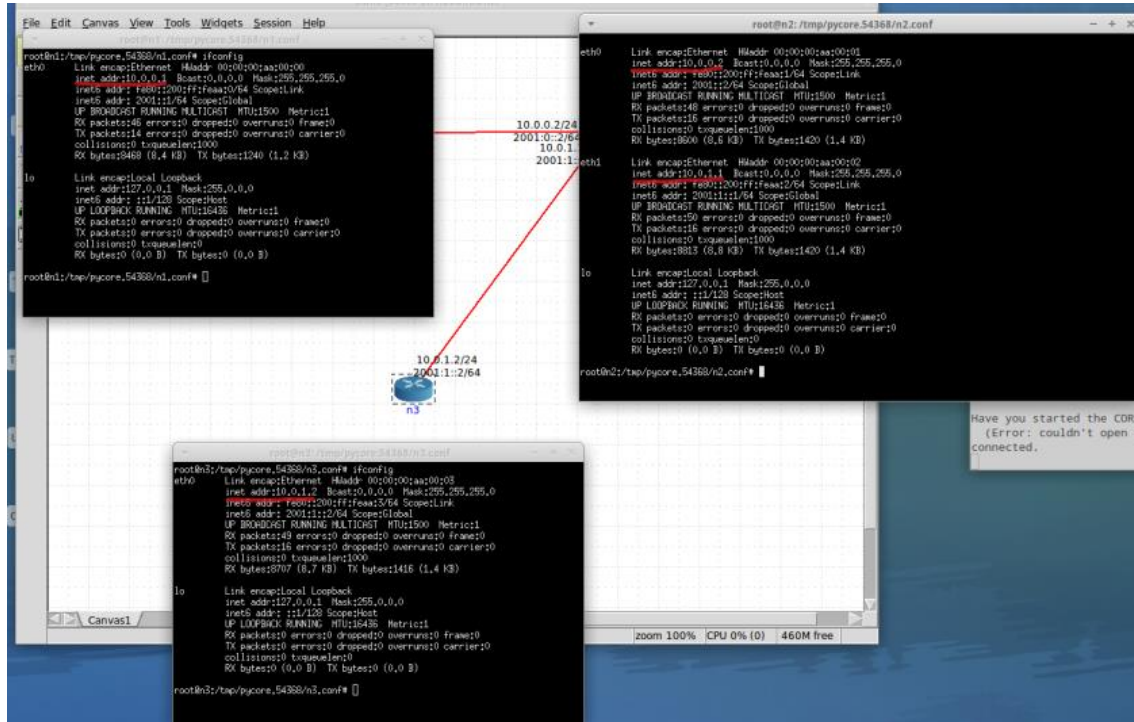 File Edit Canvas View Tools Widgets Session Help
root@n1: /tmp/pycore.54368/n1.conf
root@n1:/tmp/pycore.54368/n1.conf# ifconfig
eth0 Link encap:Ethernet HWaddr 00:00:00:aa:00:00
inet addr:10.0.0.1 Bcast:0.0.0.0 Mask:255.255.255.0
inet6 addr: fe80::200:ff:feaa:0/64 Scope:Link
inet6 addr: 2001::1/64 Scope:Global
UP BROADCAST RUNNING MULTICAST MTU:1500 Metric:1
RX packets:46 errors:0 dropped:0 overruns:0 frame:0
TX packets:14 errors:0 dropped:0 overruns:0 carrier:0
collisions:0 txqueuelen:1000
RX bytes:8468 (8.4 KB) TX bytes:1240 (1.2 KB)
lo Link encap:Local Loopback
inet addr:127.0.0.1 Mask:255.0.0.0
inet6 addr: ::1/128 Scope:Host
UP LOOPBACK RUNNING MTU:16436 Metric:1
RX packets:0 errors:0 dropped:0 overruns:0 frame:0
TX packets:0 errors:0 dropped:0 overruns:0 carrier:0
collisions:0 txqueuelen:0
RX bytes:0 (0.0 B) TX bytes:0 (0.0 B)
root@n1:/tmp/pycore.54368/n1.conf#
10.0.0.2/24
2001:0::2/64
10.0.1.
2001:1:
root@n2: /tmp/pycore.54368/n2.conf
eth0 Link encap:Ethernet HWaddr 00:00:00:aa:00:01
inet addr:10.0.0.2 Bcast:0.0.0.0 Mask:255.255.255.0
inet6 addr: fe80::200:ff:feaa:1/64 Scope:Link
inet6 addr: 2001::2/64 Scope:Global
UP BROADCAST RUNNING MULTICAST MTU:1500 Metric:1
RX packets:48 errors:0 dropped:0 overruns:0 frame:0
TX packets:16 errors:0 dropped:0 overruns:0 carrier:0
collisions:0 txqueuelen:1000
RX bytes:8600 (8.6 KB) TX bytes:1420 (1.4 KB)
eth1 Link encap:Ethernet HWaddr 00:00:00:aa:00:02
inet addr:10.0.1.1 Bcast:0.0.0.0 Mask:255.255.255.0
inet6 addr: fe80::200:ff:feaa:2/64 Scope:Link
inet6 addr: 2001:1::1/64 Scope:Global
UP BROADCAST RUNNING MULTICAST MTU:1500 Metric:1
RX packets:50 errors:0 dropped:0 overruns:0 frame:0
TX packets:16 errors:0 dropped:0 overruns:0 carrier:0
collisions:0 txqueuelen:1000
RX bytes:8813 (8.8 KB) TX bytes:1420 (1.4 KB)
lo Link encap:Local Loopback
inet addr:127.0.0.1 Mask:255.0.0.0
inet6 addr: ::1/128 Scope:Host
UP LOOPBACK RUNNING MTU:16436 Metric:1
RX packets:0 errors:0 dropped:0 overruns:0 frame:0
TX packets:0 errors:0 dropped:0 overruns:0 carrier:0
collisions:0 txqueuelen:0
RX bytes:0 (0.0 B) TX bytes:0 (0.0 B)
root@n2:/tmp/pycore.54368/n2.conf#
10.0.1.2/24
2001:1::2/64
n3
Have you started the COR
(Error: couldn't open
connected.
root@n3: /tmp/pycore.54368/n3.conf
root@n3:/tmp/pycore.54368/n3.conf# ifconfig
eth0 Link encap:Ethernet HWaddr 00:00:00:aa:00:03
inet addr:10.0.1.2 Bcast:0.0.0.0 Mask:255.255.255.0
inet6 addr: fe80::200:ff:feaa:3/64 Scope:Link
inet6 addr: 2001:1::2/64 Scope:Global
UP BROADCAST RUNNING MULTICAST MTU:1500 Metric:1
RX packets:49 errors:0 dropped:0 overruns:0 frame:0
TX packets:16 errors:0 dropped:0 overruns:0 carrier:0
collisions:0 txqueuelen:1000
RX bytes:8707 (8.7 KB) TX bytes:1416 (1.4 KB)
lo Link encap:Local Loopback
inet addr:127.0.0.1 Mask:255.0.0.0
inet6 addr: ::1/128 Scope:Host
UP LOOPBACK RUNNING MTU:16436 Metric:1
RX packets:0 errors:0 dropped:0 overruns:0 frame:0
TX packets:0 errors:0 dropped:0 overruns:0 carrier:0
collisions:0 txqueuelen:0
RX bytes:0 (0.0 B) TX bytes:0 (0.0 B)
root@n3:/tmp/pycore.54368/n3.conf#
Canvas1
zoom 100% CPU 0% (0) 460M free